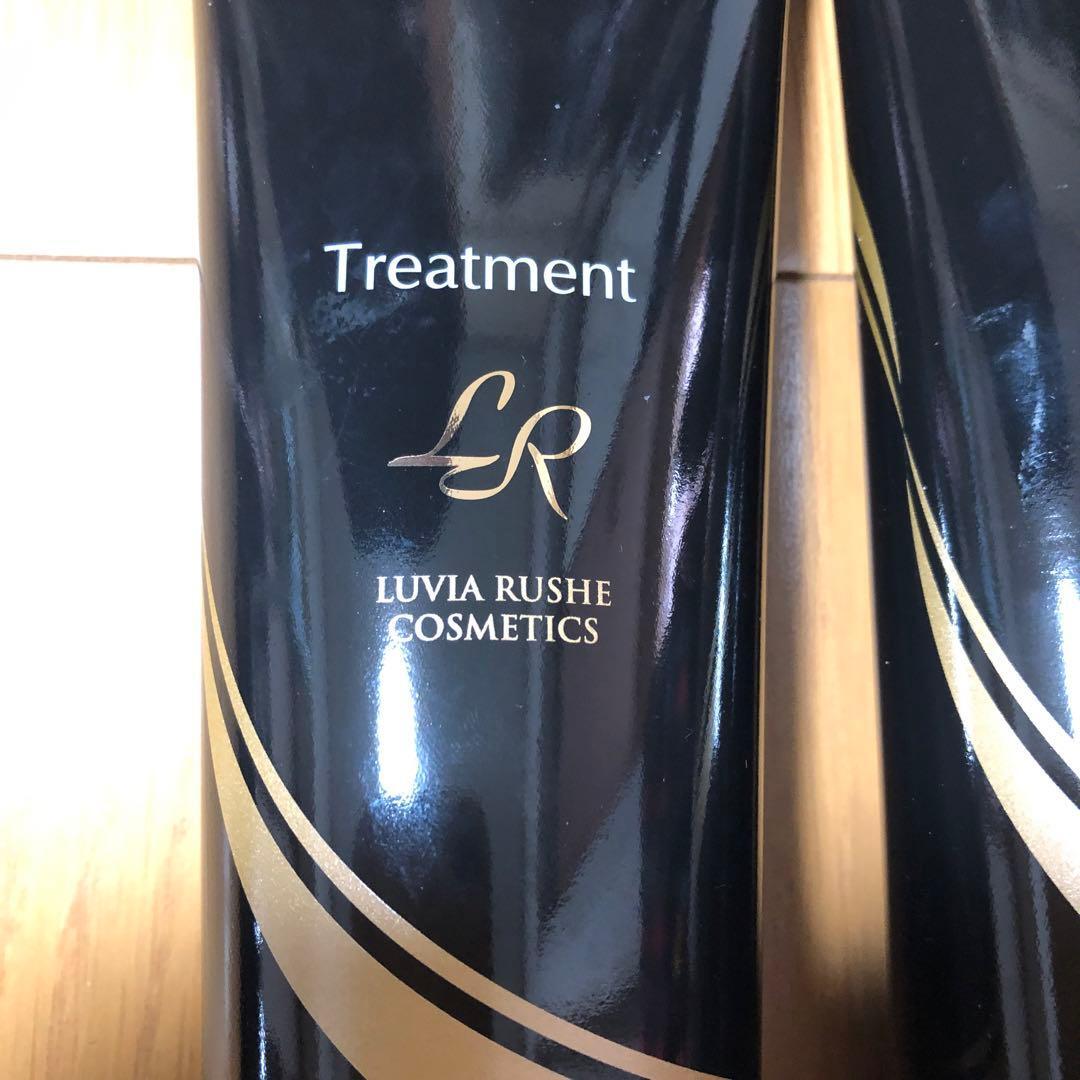 Treatment
LR
LUVIA RUSHE
COSMETICS